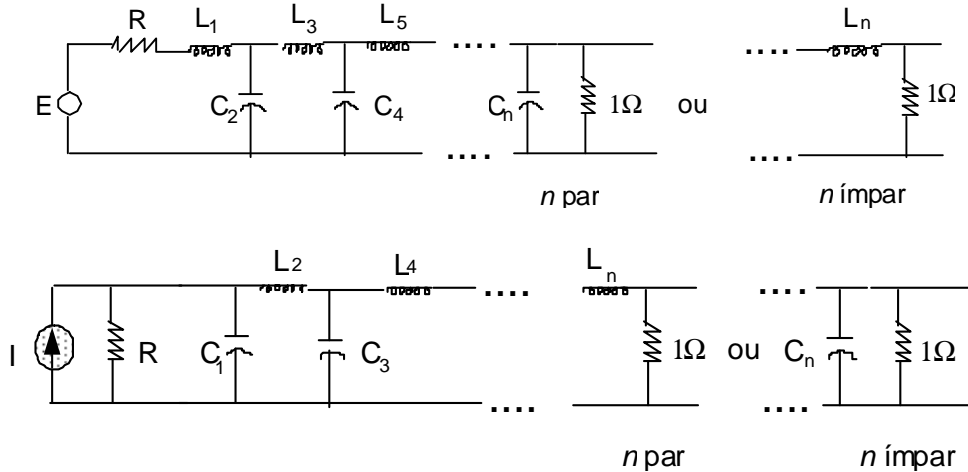 R L₁ L₃ L₅ .... .... Lₙ
E C₂ C₄ Cₙ 1Ω ou 1Ω
.... ....
n par n ímpar
L₂ L₄ .... Lₙ ....
I R C₁ C₃ 1Ω ou Cₙ 1Ω
.... ....
n par n ímpar